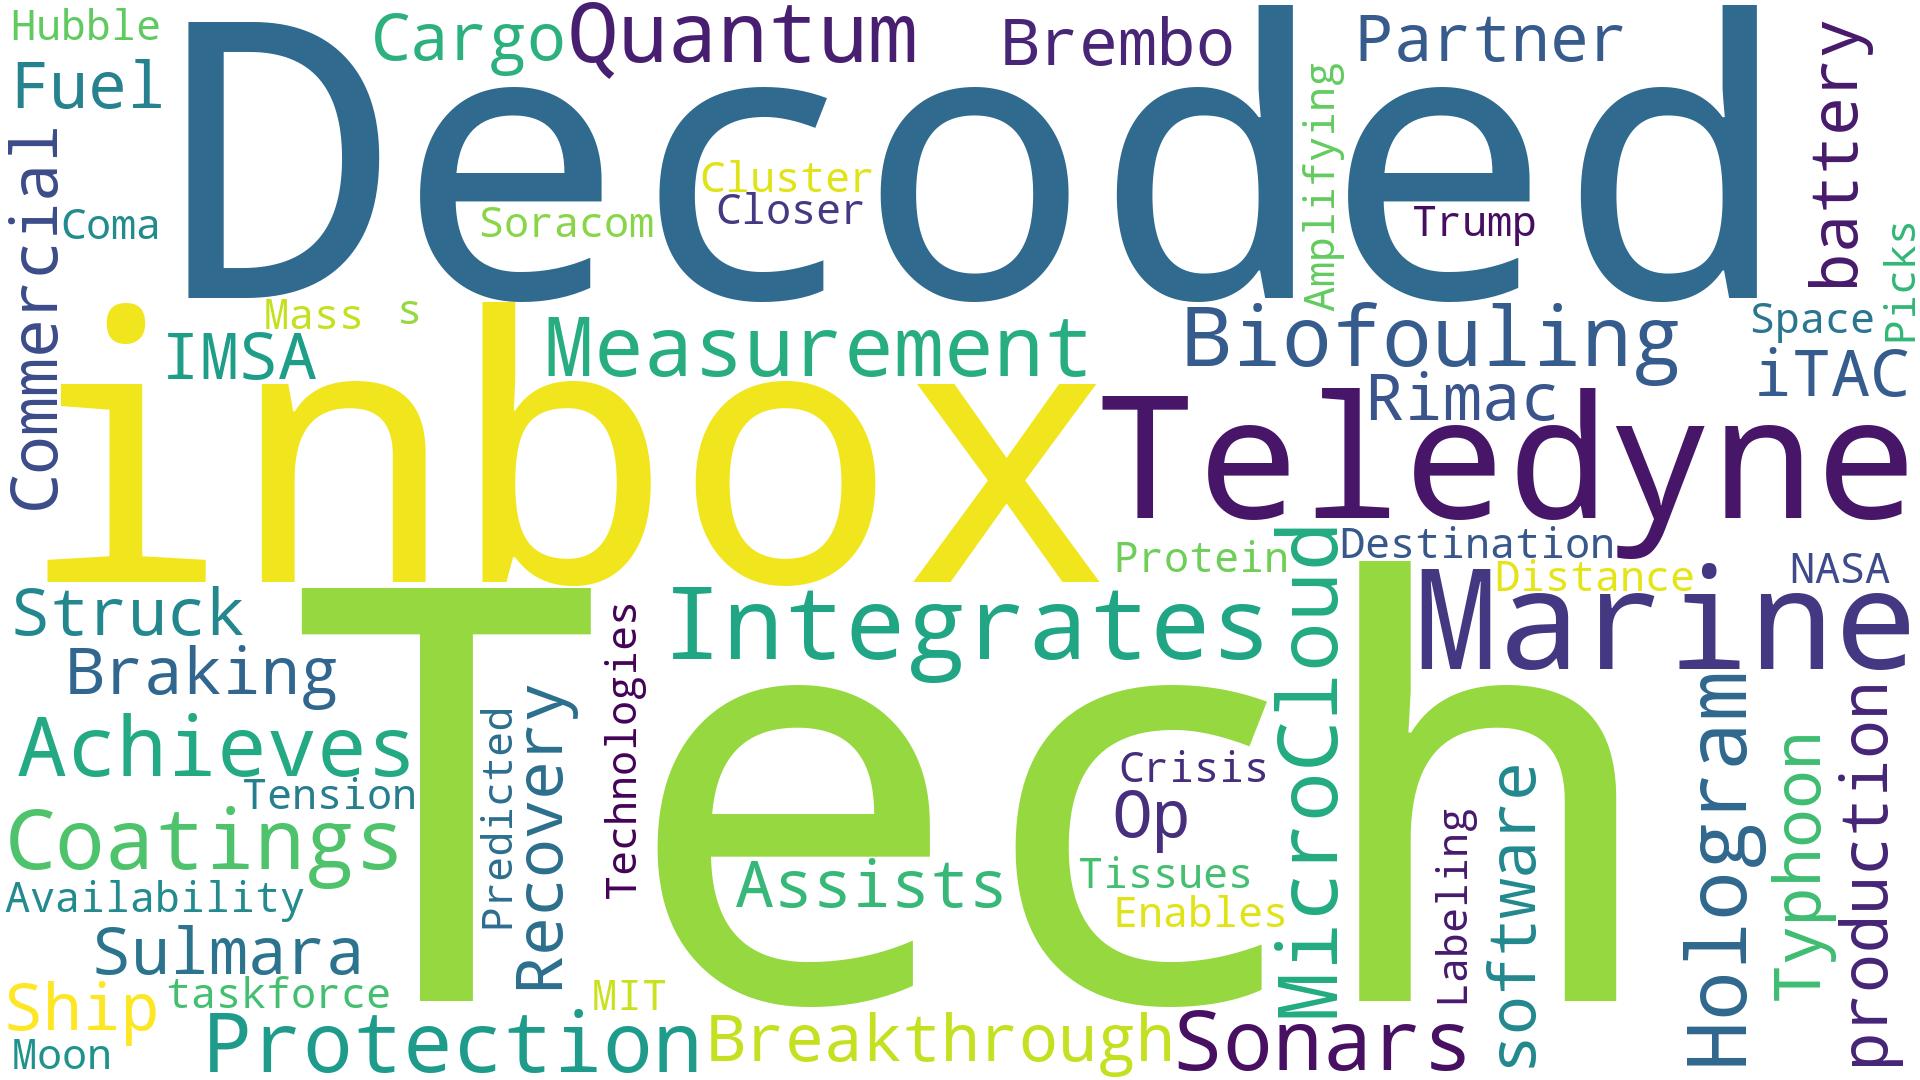 Hubble
Cargo
Quantum
Brembo
Partner
Fuel
Decoded
battery
Commercial
Coma
Cluster
Closer
Soracom
Amplifying
Trump
Picks
Mass
s
IMSA
Measurement
Biofouling
Space
iTAC
Rimac
inbox
Teledyne
Protein
Destination
Distance
NASA
Struck
Braking
Integrates
MicroCloud
Marine
Tech
Technologies
Achieves
Tension
Predicted
Recovery
Crisis
Op
Coatings
Assists
Tissues
Enables
Labeling
software
Hologram
Typhoon
production
Availability
Sulmara
Ship
taskforce
MIT
Moon
Protection
Breakthrough
Sonars